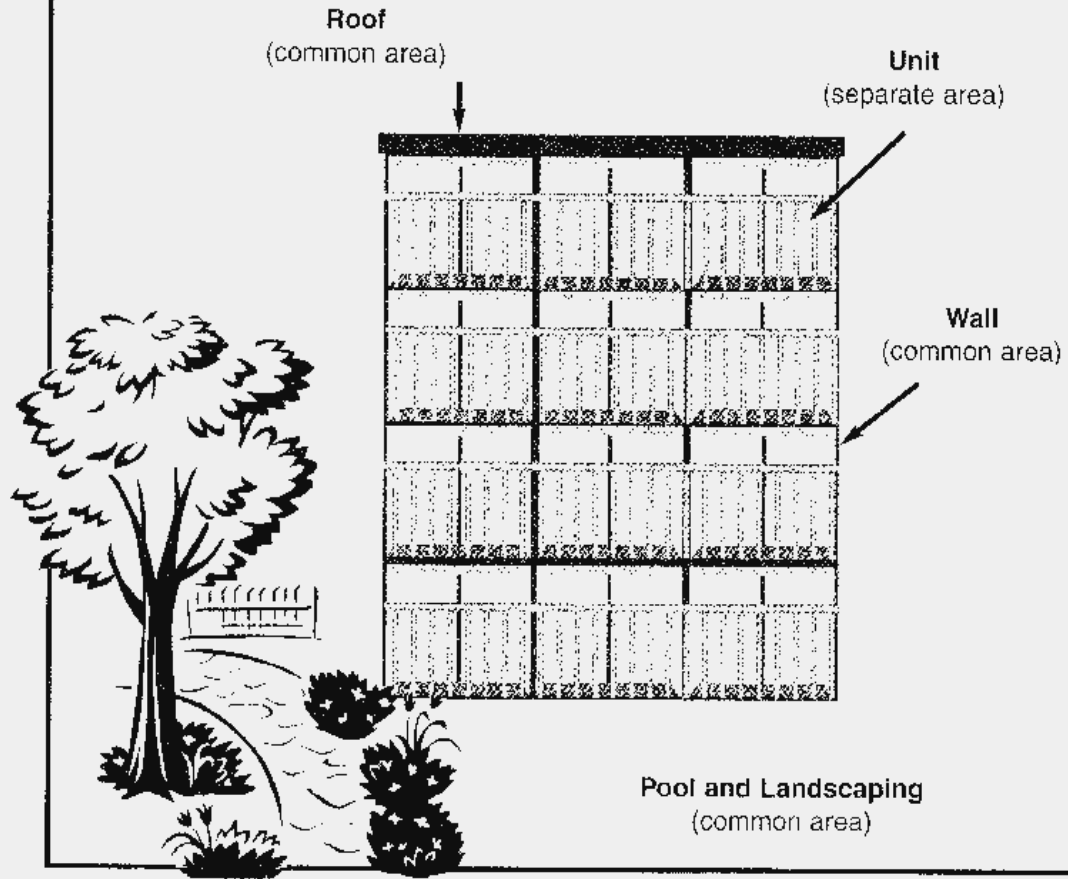 Roof
(common area)
Unit
(separate area)
Wall
(common area)
Pool and Landscaping
(common area)